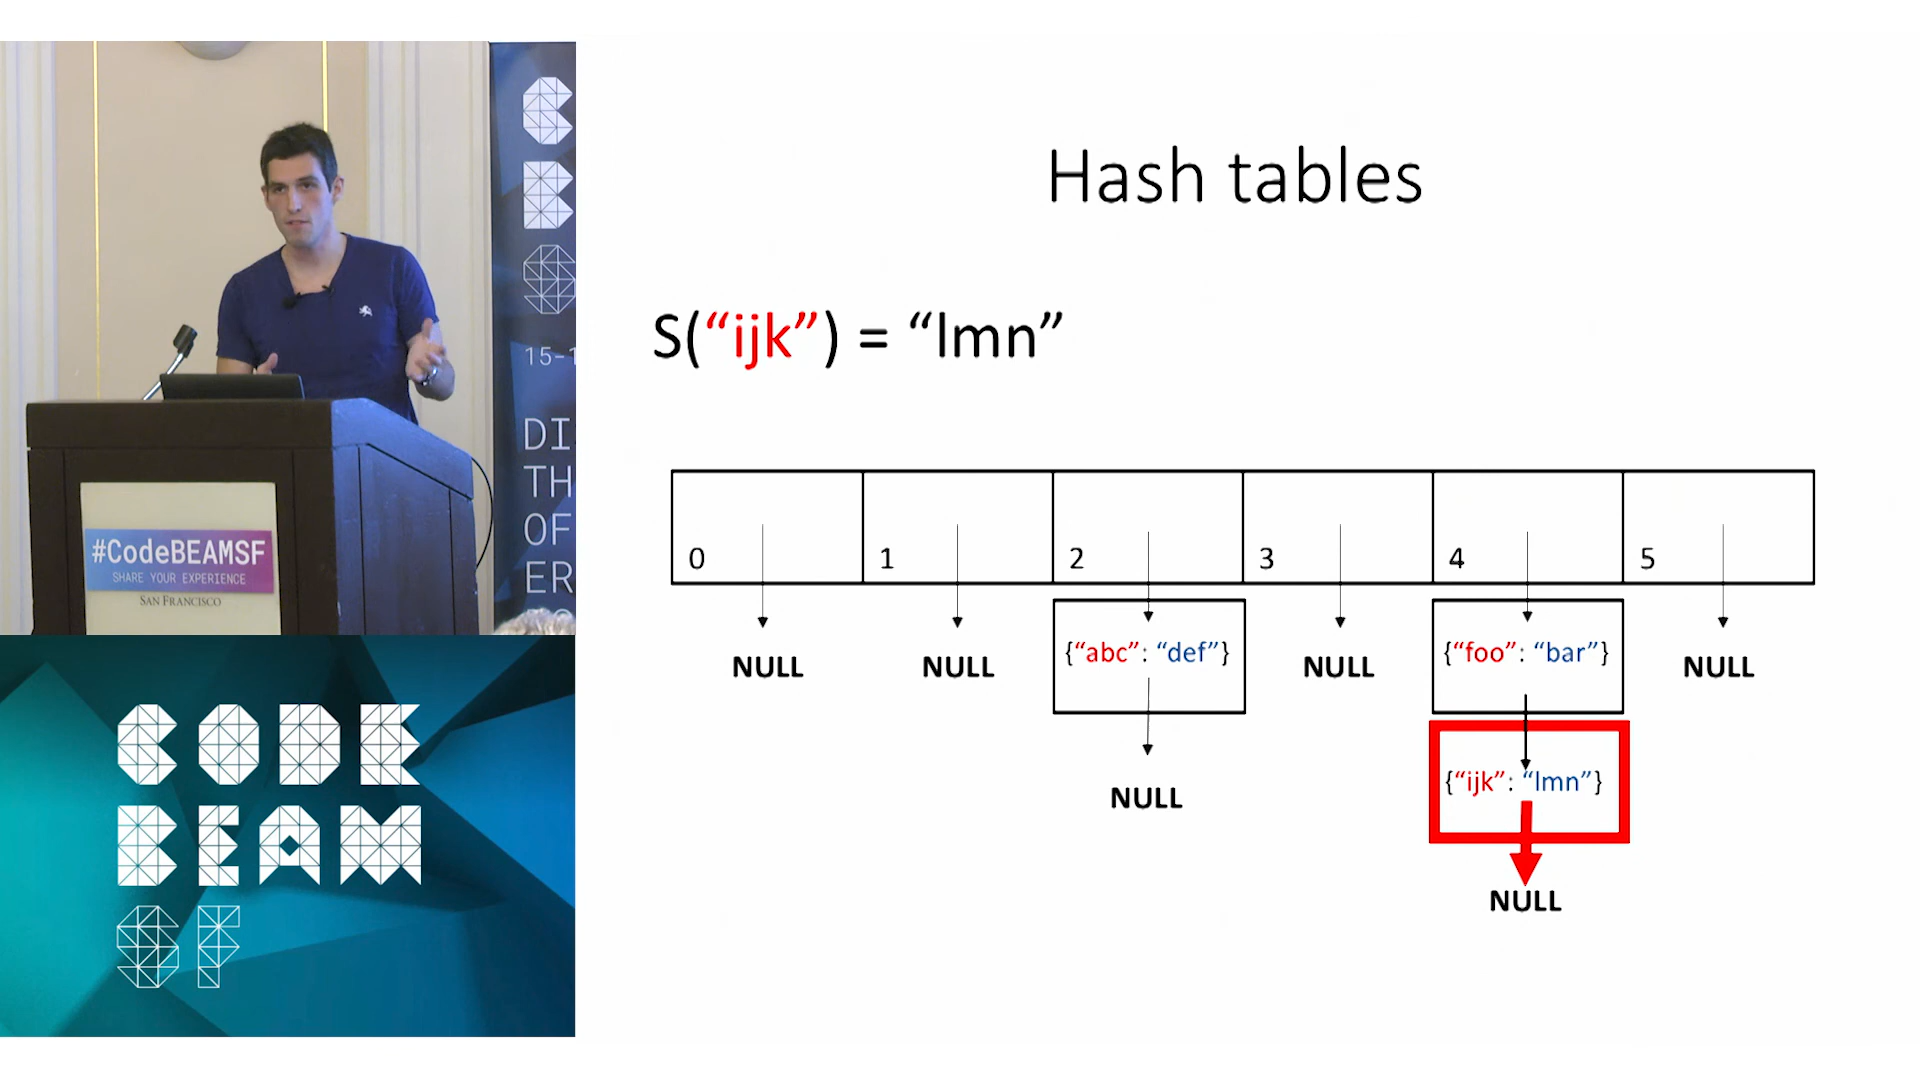 Hash tables
S(“ijk”) = “lmn”
0 1 2 3 4 5
NULL NULL {“abc”: “def”} NULL {“foo”: “bar”} NULL
NULL {“ijk”: “lmn”}
NULL
C
B
S
15-1
DI
TH
OF
ER
#CodeBEAMSF
SHARE YOUR EXPERIENCE
SAN FRANCISCO
CODE
BEAM
SF